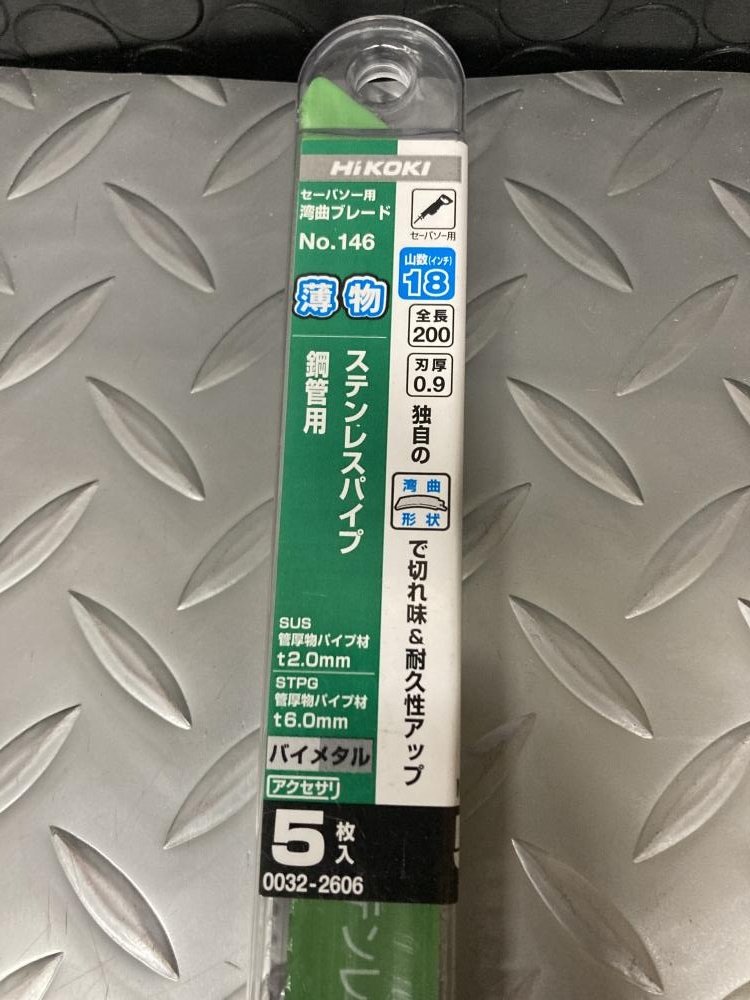 HiKOKI
セーバソー用
湾曲ブレード
No.146
薄物
ステンレスパイプ
鋼管用
SUS
管厚物パイプ材
t2.0mm
STPG
管厚物パイプ材
t6.0mm
バイメタル
アクセサリ
5枚入
0032-2606
セーバソー用
山数(インチ)
18
全長
200
刃厚
0.9
独自の
湾曲
形状
で切れ味&耐久性アップ
テンレ